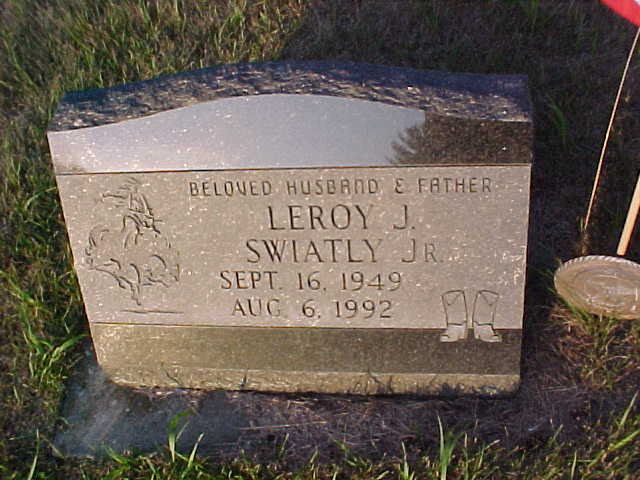 BELOVED HUSBAND & FATHER
LEROY J.
SWIATLY JR.
SEPT. 16, 1949
AUG. 6, 1992